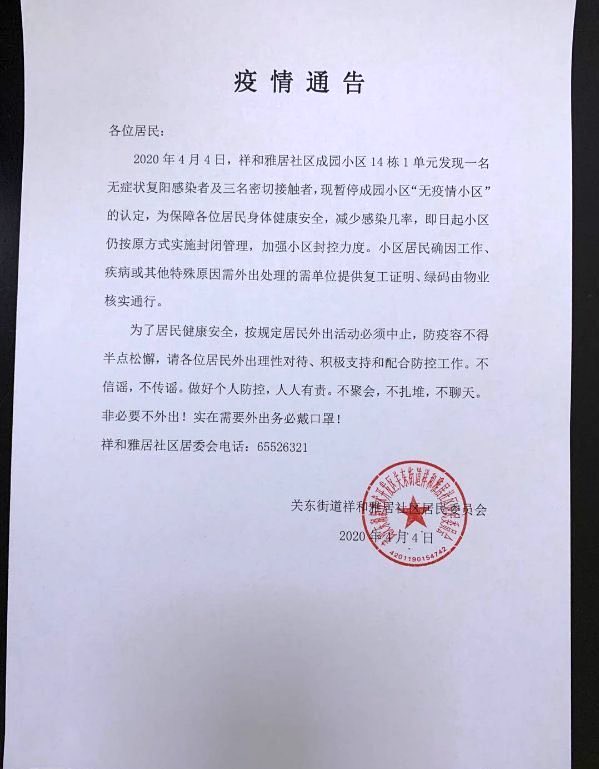 疫情通告
各位居民：
2020年4月4日，祥和雅居社区成园小区14栋1单元发现一名
无症状复阳感染者及三名密切接触者，现暂停成园小区“无疫情小区”
的认定，为保障各位居民身体健康安全，减少感染几率，即日起小区
仍按原方式实施封闭管理，加强小区封控力度。小区居民确因工作、
疾病或其他特殊原因需外出处理的需单位提供复工证明、绿码由物业
核实通行。
为了居民健康安全，按规定居民外出活动必须中止，防疫容不得
半点松懈，请各位居民外出理性对待、积极支持和配合防控工作。不
信谣，不传谣。做好个人防控，人人有责。不聚会，不扎堆，不聊天。
非必要不外出！实在需要外出务必戴口罩！
祥和雅居社区居委会电话：65526321
关东街道祥和雅居社区居民委员会
2020年4月4日
4201190154742